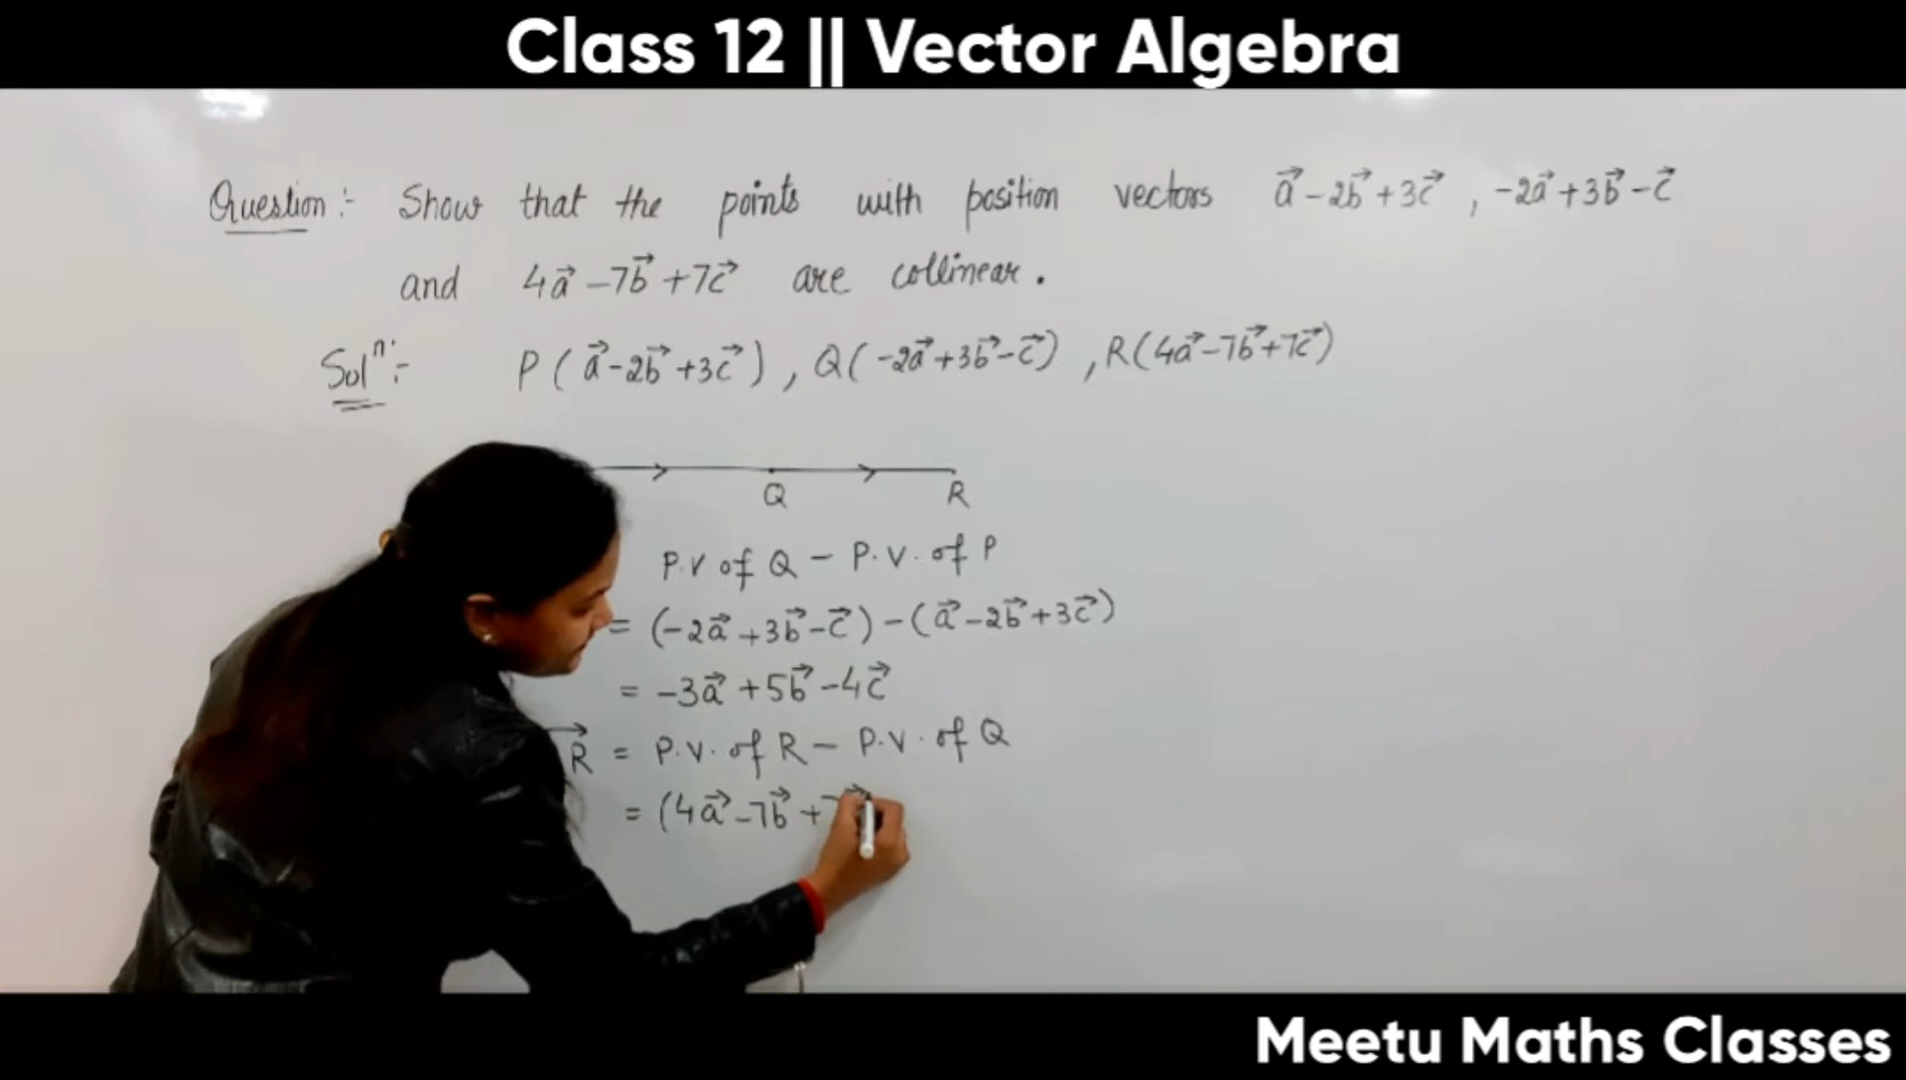 Class 12 || Vector Algebra
Question :- Show that the points with position vectors a⃗ - 2b⃗ + 3c⃗ , -2a⃗ + 3b⃗ - c⃗
and 4a⃗ - 7b⃗ + 7c⃗ are collinear.
Solⁿ· :- P ( a⃗ - 2b⃗ + 3c⃗ ) , Q ( -2a⃗ + 3b⃗ - c⃗ ) , R ( 4a⃗ - 7b⃗ + 7c⃗ )
Q R
P.V of Q - P.V. of P
= (-2a⃗ + 3b⃗ - c⃗ ) - ( a⃗ - 2b⃗ + 3c⃗ )
= -3a⃗ + 5b⃗ - 4c⃗
R = P.V. of R - P.V. of Q
= (4a⃗ - 7b⃗ +
Meetu Maths Classes